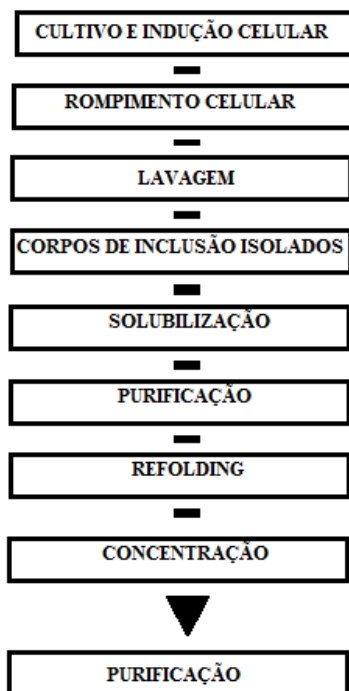 CULTIVO E INDUÇÃO CELULAR
ROMPIMENTO CELULAR
LAVAGEM
CORPOS DE INCLUSÃO ISOLADOS
SOLUBILIZAÇÃO
PURIFICAÇÃO
REFOLDING
CONCENTRAÇÃO
PURIFICAÇÃO